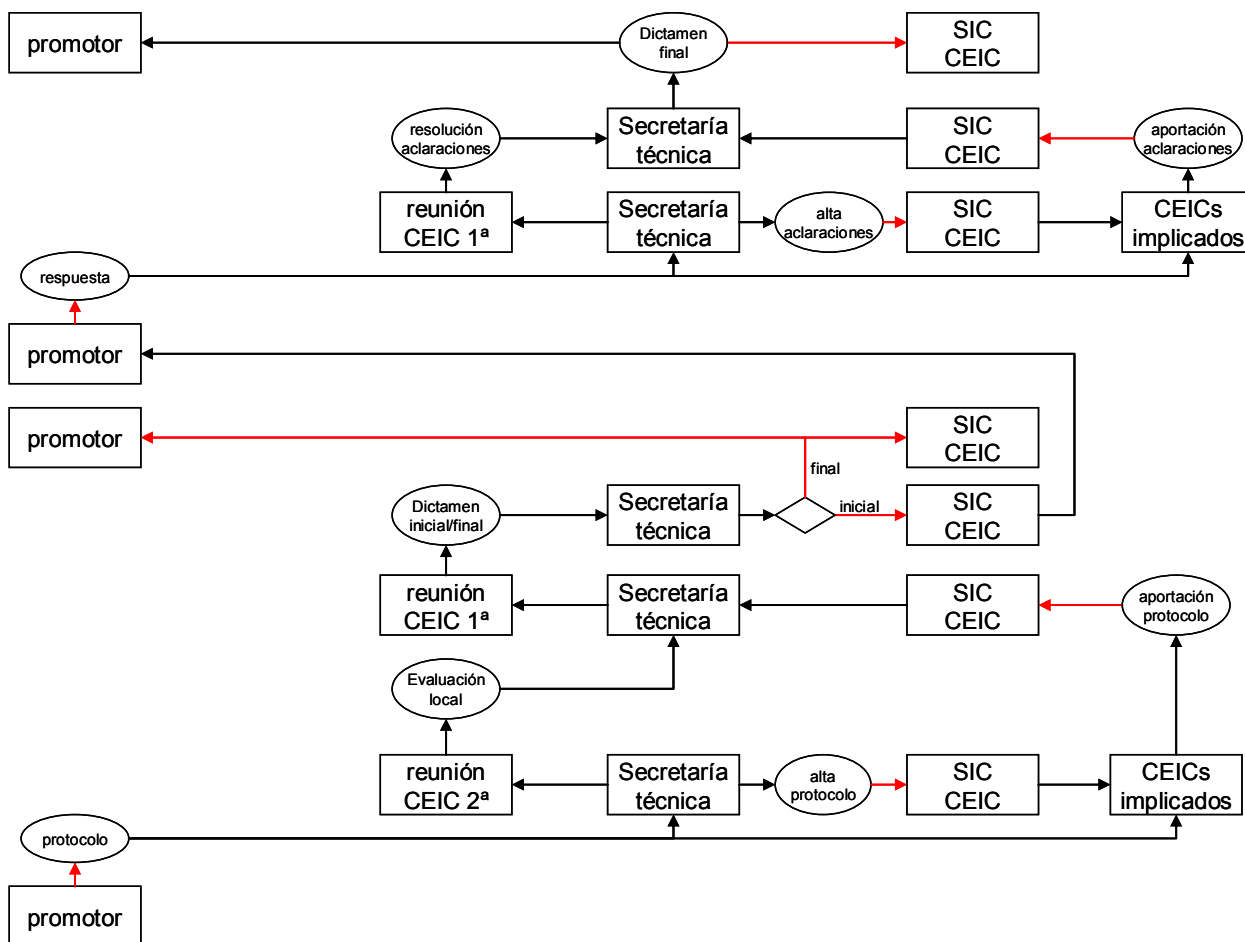 promotor
Dictamen
final
SIC
CEIC
resolución
aclaraciones
Secretaría
técnica
SIC
CEIC
aportación
aclaraciones
reunión
CEIC 1ª
Secretaría
técnica
alta
aclaraciones
SIC
CEIC
CEICs
implicados
respuesta
promotor
promotor
SIC
CEIC
final
Dictamen
inicial/final
Secretaría
técnica
inicial
SIC
CEIC
reunión
CEIC 1ª
Secretaría
técnica
SIC
CEIC
aportación
protocolo
Evaluación
local
reunión
CEIC 2ª
Secretaría
técnica
alta
protocolo
SIC
CEIC
CEICs
implicados
protocolo
promotor